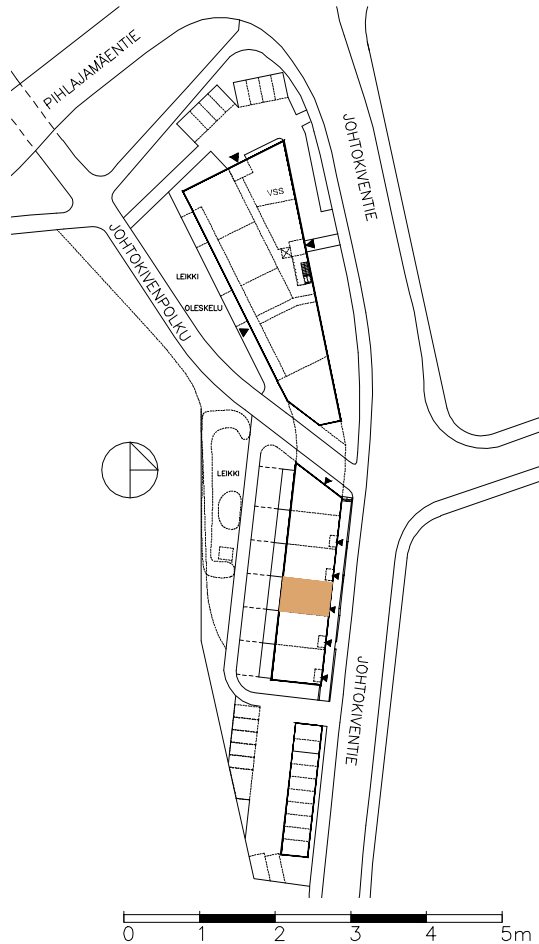 PIHLAJAMÄENTIE
JOHTOKIVENTIE
VSS
JOHTOKIVENPOLKU
LEIKKI
OLESKELU
LEIKKI
JOHTOKIVENTIE
0 1 2 3 4 5m